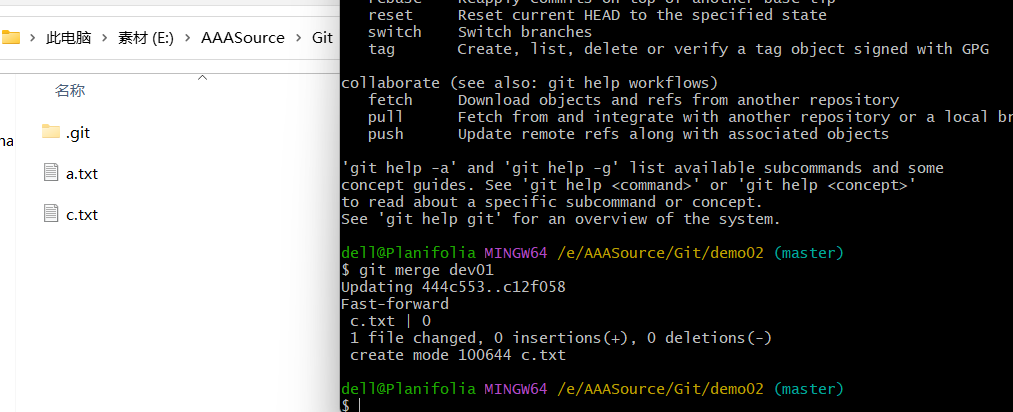 此电脑 > 素材 (E:) > AAASource > Git
名称
.git
a.txt
c.txt
reset Reset current HEAD to the specified state
switch Switch branches
tag Create, list, delete or verify a tag object signed with GPG
collaborate (see also: git help workflows)
fetch Download objects and refs from another repository
pull Fetch from and integrate with another repository or a local
push Update remote refs along with associated objects
'git help -a' and 'git help -g' list available subcommands and some
concept guides. See 'git help <command>' or 'git help <concept>'
to read about a specific subcommand or concept.
See 'git help git' for an overview of the system.
dell@Planifolia MINGW64 /e/AAASource/Git/demo02 (master)
$ git merge dev01
Updating 444c553..c12f058
Fast-forward
c.txt | 0
1 file changed, 0 insertions(+), 0 deletions(-)
create mode 100644 c.txt
dell@Planifolia MINGW64 /e/AAASource/Git/demo02 (master)
$